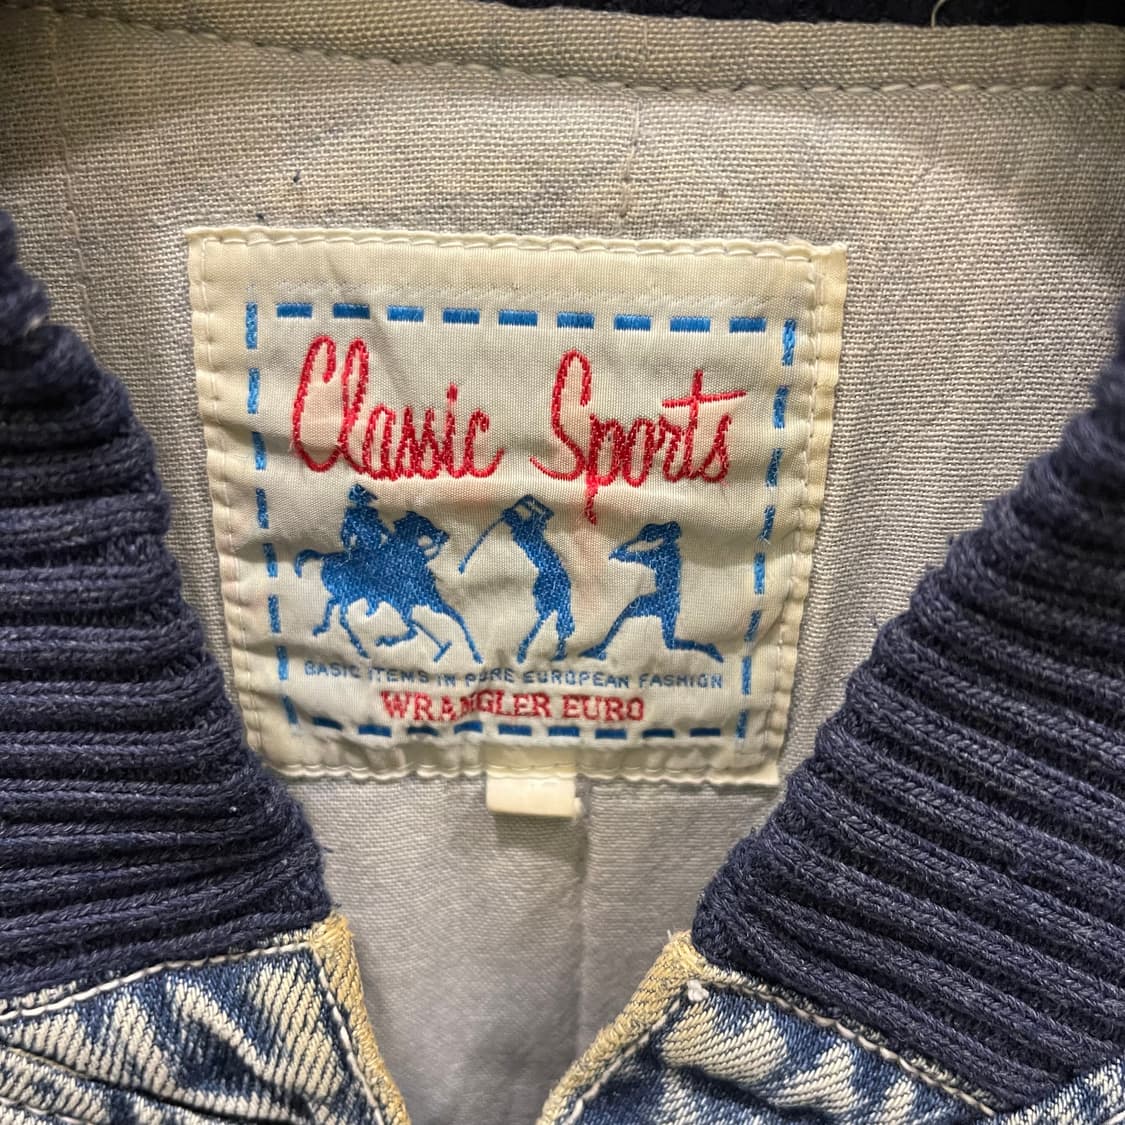 Classic Sports
BASIC ITEMS IN PURE EUROPEAN FASHION
WRANGLER EURO